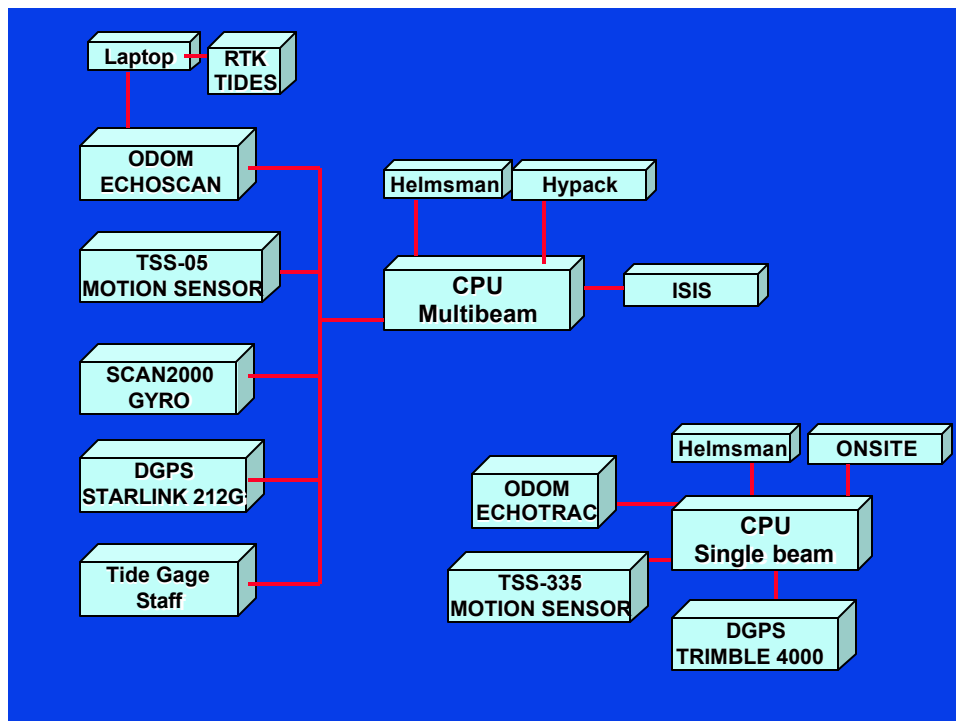 Laptop
RTK
TIDES
ODOM
ECHOSCAN
Helmsman
Hypack
TSS-05
MOTION SENSOR
CPU
Multibeam
ISIS
SCAN2000
GYRO
DGPS
STARLINK 212G
Tide Gage
Staff
Helmsman
ONSITE
ODOM
ECHOTRAC
CPU
Single beam
TSS-335
MOTION SENSOR
DGPS
TRIMBLE 4000